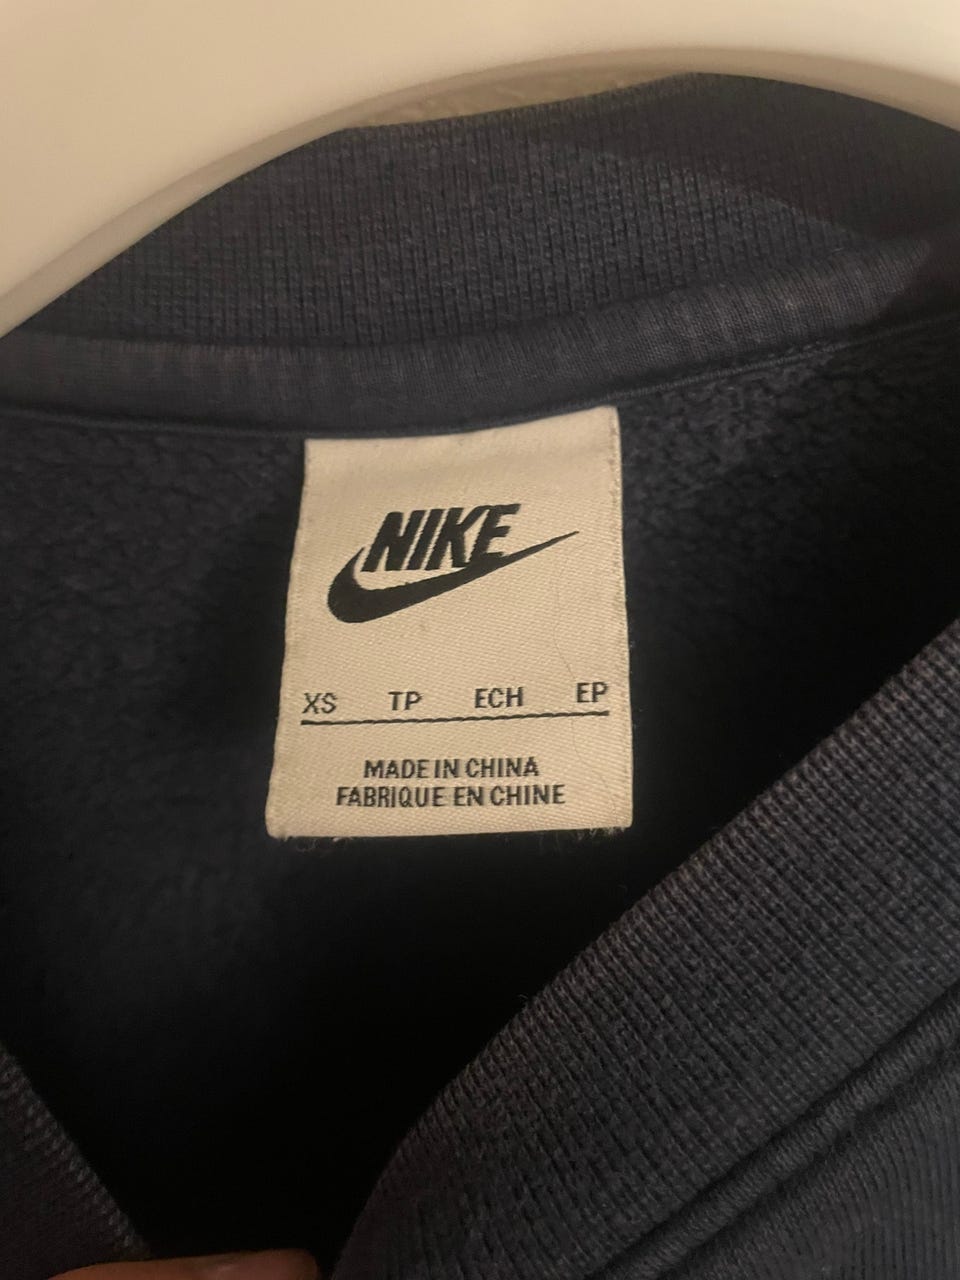 NIKE
XS TP ECH EP
MADE IN CHINA
FABRIQUE EN CHINE